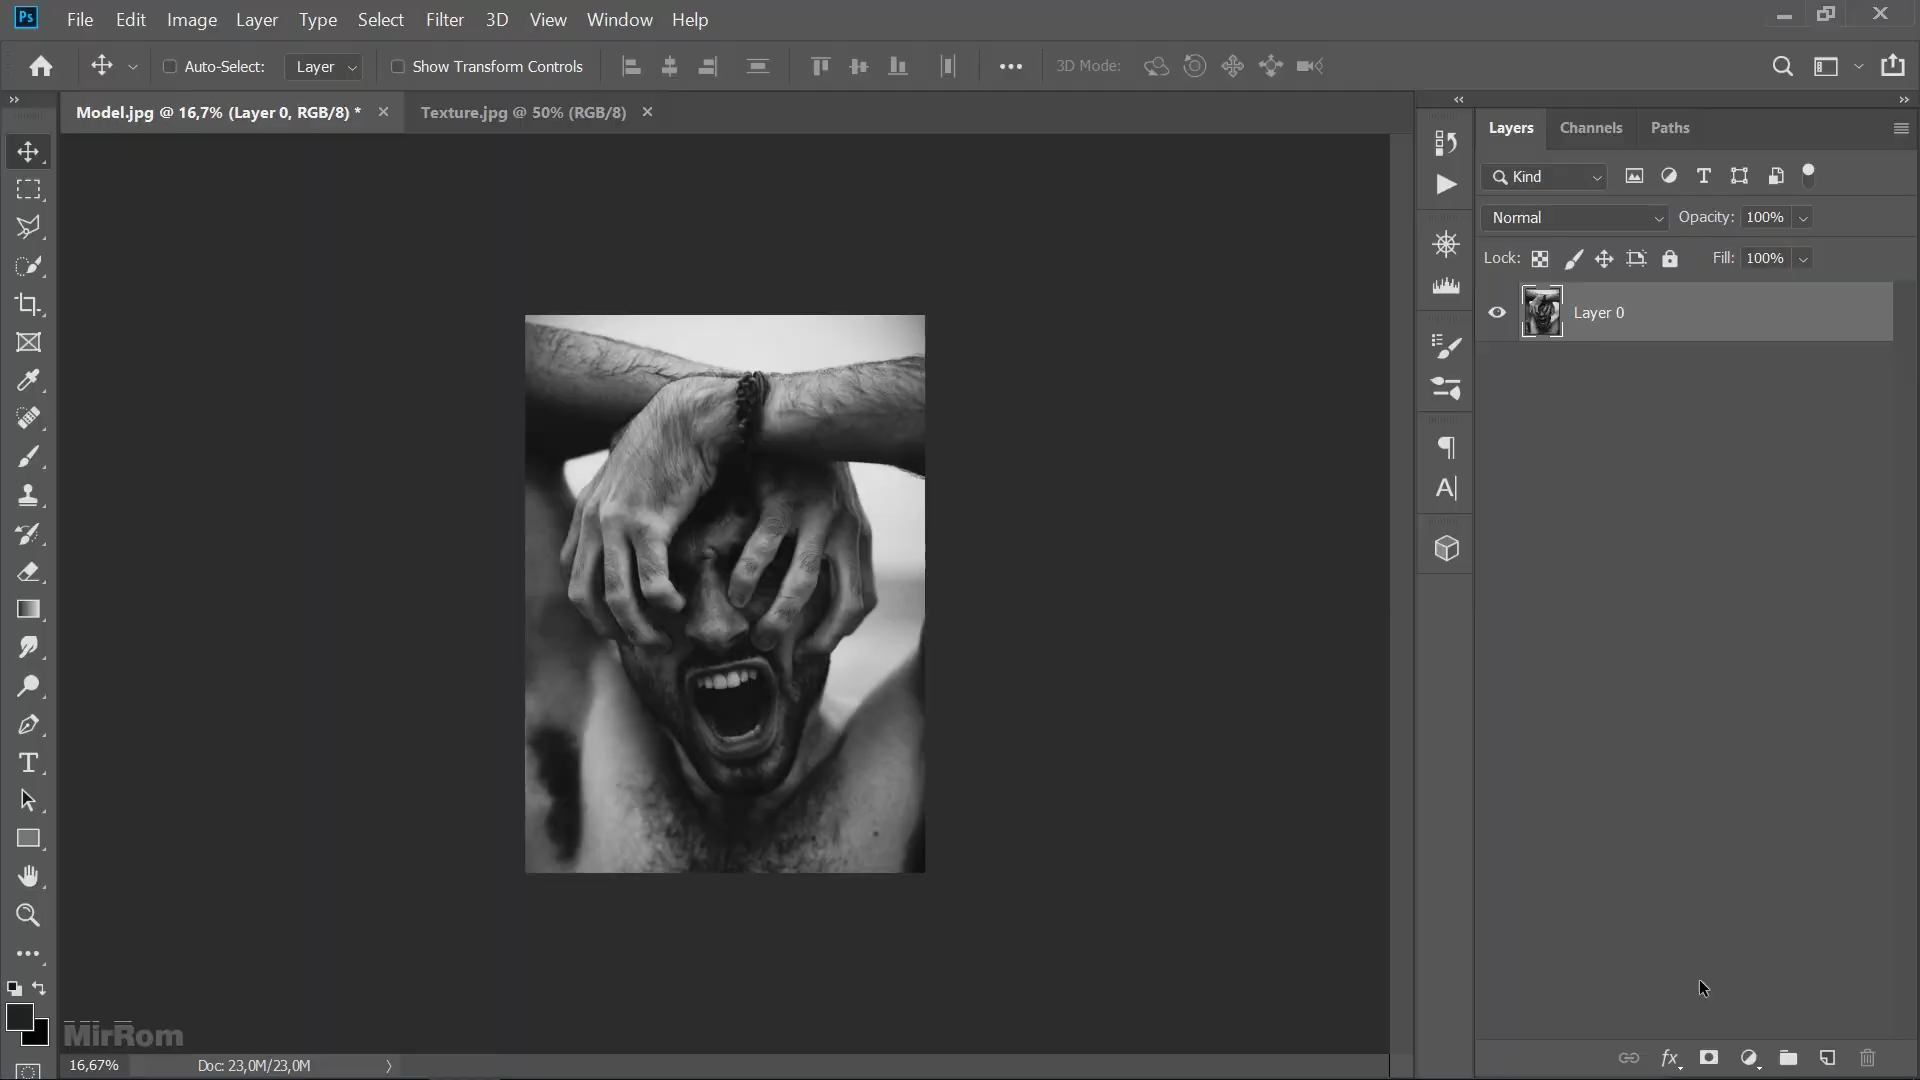 Ps File Edit Image Layer Type Select Filter 3D View Window Help
Auto-Select: Layer Show Transform Controls 3D Mode:
Model.jpg @ 16,7% (Layer 0, RGB/8) * Texture.jpg @ 50% (RGB/8)
Layers Channels Paths
Kind
Normal Opacity: 100%
Lock: Fill: 100%
Layer 0
MirRom
16,67% Doc: 23,0M/23,0M